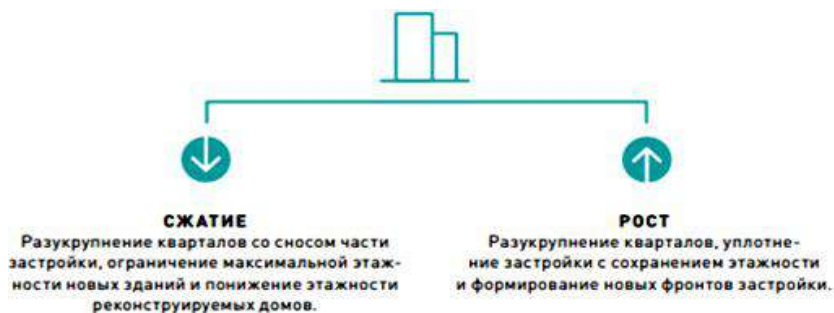 СЖАТИЕ
Разукрупнение кварталов со сносом части
застройки, ограничение максимальной этаж-
ности новых зданий и понижение этажности
реконструируемых домов.
РОСТ
Разукрупнение кварталов, уплотне-
ние застройки с сохранением этажности
и формирование новых фронтов застройки.